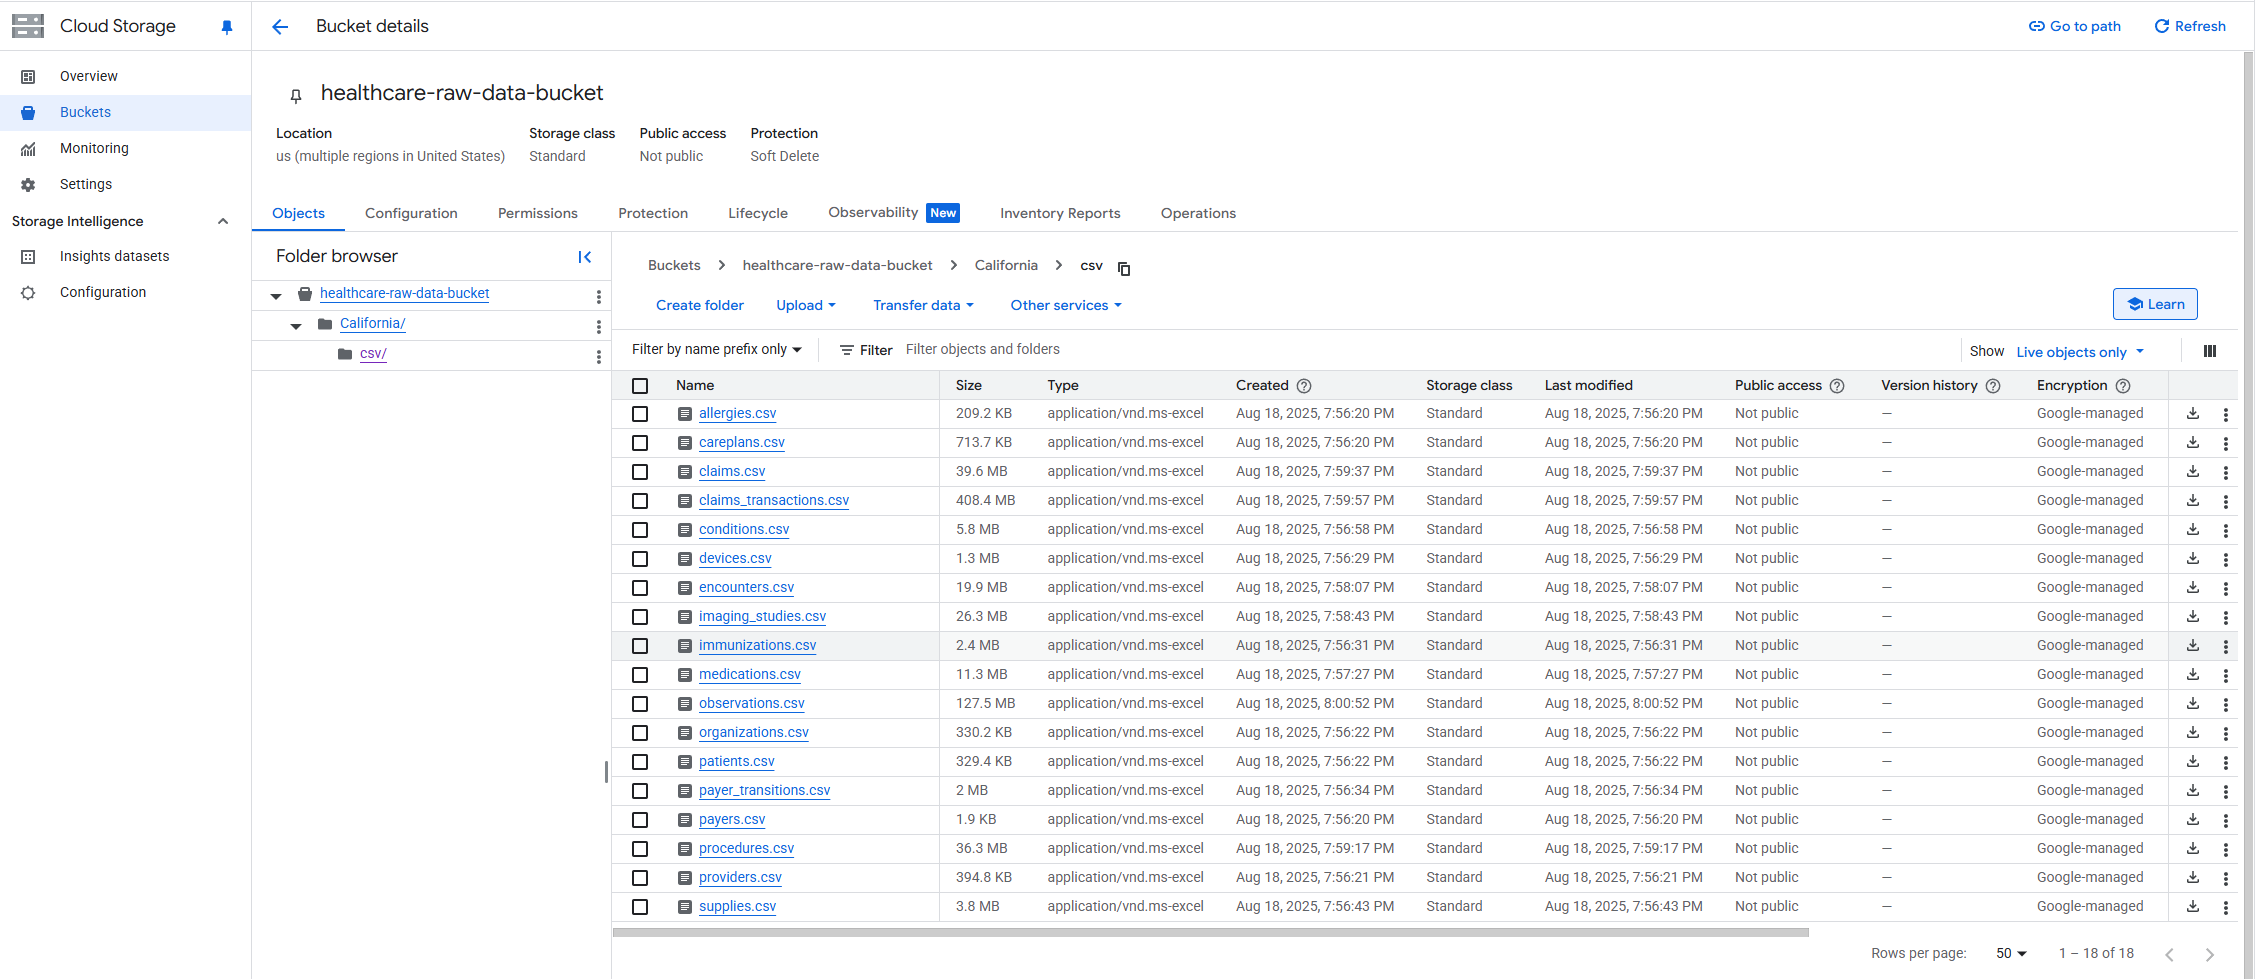 Cloud Storage
Bucket details
Go to path
Refresh
Overview
Buckets
Monitoring
Settings
Storage Intelligence
Insights datasets
Configuration
healthcare-raw-data-bucket
Location Storage class Public access Protection
us (multiple regions in United States) Standard Not public Soft Delete
Objects Configuration Permissions Protection Lifecycle Observability New Inventory Reports Operations
Folder browser
healthcare-raw-data-bucket
California/
csv/
Buckets healthcare-raw-data-bucket California csv
Create folder Upload Transfer data Other services Learn
Filter by name prefix only Filter Filter objects and folders Show Live objects only
Name Size Type Created Storage class Last modified Public access Version history Encryption
allergies.csv 209.2 KB application/vnd.ms-excel Aug 18, 2025, 7:56:20 PM Standard Aug 18, 2025, 7:56:20 PM Not public — Google-managed
careplans.csv 713.7 KB application/vnd.ms-excel Aug 18, 2025, 7:56:20 PM Standard Aug 18, 2025, 7:56:20 PM Not public — Google-managed
claims.csv 39.6 MB application/vnd.ms-excel Aug 18, 2025, 7:59:37 PM Standard Aug 18, 2025, 7:59:37 PM Not public — Google-managed
claims_transactions.csv 408.4 MB application/vnd.ms-excel Aug 18, 2025, 7:59:57 PM Standard Aug 18, 2025, 7:59:57 PM Not public — Google-managed
conditions.csv 5.8 MB application/vnd.ms-excel Aug 18, 2025, 7:56:58 PM Standard Aug 18, 2025, 7:56:58 PM Not public — Google-managed
devices.csv 1.3 MB application/vnd.ms-excel Aug 18, 2025, 7:56:29 PM Standard Aug 18, 2025, 7:56:29 PM Not public — Google-managed
encounters.csv 19.9 MB application/vnd.ms-excel Aug 18, 2025, 7:58:07 PM Standard Aug 18, 2025, 7:58:07 PM Not public — Google-managed
imaging_studies.csv 26.3 MB application/vnd.ms-excel Aug 18, 2025, 7:58:43 PM Standard Aug 18, 2025, 7:58:43 PM Not public — Google-managed
immunizations.csv 2.4 MB application/vnd.ms-excel Aug 18, 2025, 7:56:31 PM Standard Aug 18, 2025, 7:56:31 PM Not public — Google-managed
medications.csv 11.3 MB application/vnd.ms-excel Aug 18, 2025, 7:57:27 PM Standard Aug 18, 2025, 7:57:27 PM Not public — Google-managed
observations.csv 127.5 MB application/vnd.ms-excel Aug 18, 2025, 8:00:52 PM Standard Aug 18, 2025, 8:00:52 PM Not public — Google-managed
organizations.csv 330.2 KB application/vnd.ms-excel Aug 18, 2025, 7:56:22 PM Standard Aug 18, 2025, 7:56:22 PM Not public — Google-managed
patients.csv 329.4 KB application/vnd.ms-excel Aug 18, 2025, 7:56:22 PM Standard Aug 18, 2025, 7:56:22 PM Not public — Google-managed
payer_transitions.csv 2 MB application/vnd.ms-excel Aug 18, 2025, 7:56:34 PM Standard Aug 18, 2025, 7:56:34 PM Not public — Google-managed
payers.csv 1.9 KB application/vnd.ms-excel Aug 18, 2025, 7:56:20 PM Standard Aug 18, 2025, 7:56:20 PM Not public — Google-managed
procedures.csv 36.3 MB application/vnd.ms-excel Aug 18, 2025, 7:59:17 PM Standard Aug 18, 2025, 7:59:17 PM Not public — Google-managed
providers.csv 394.8 KB application/vnd.ms-excel Aug 18, 2025, 7:56:21 PM Standard Aug 18, 2025, 7:56:21 PM Not public — Google-managed
supplies.csv 3.8 MB application/vnd.ms-excel Aug 18, 2025, 7:56:43 PM Standard Aug 18, 2025, 7:56:43 PM Not public — Google-managed
Rows per page: 50 1 – 18 of 18